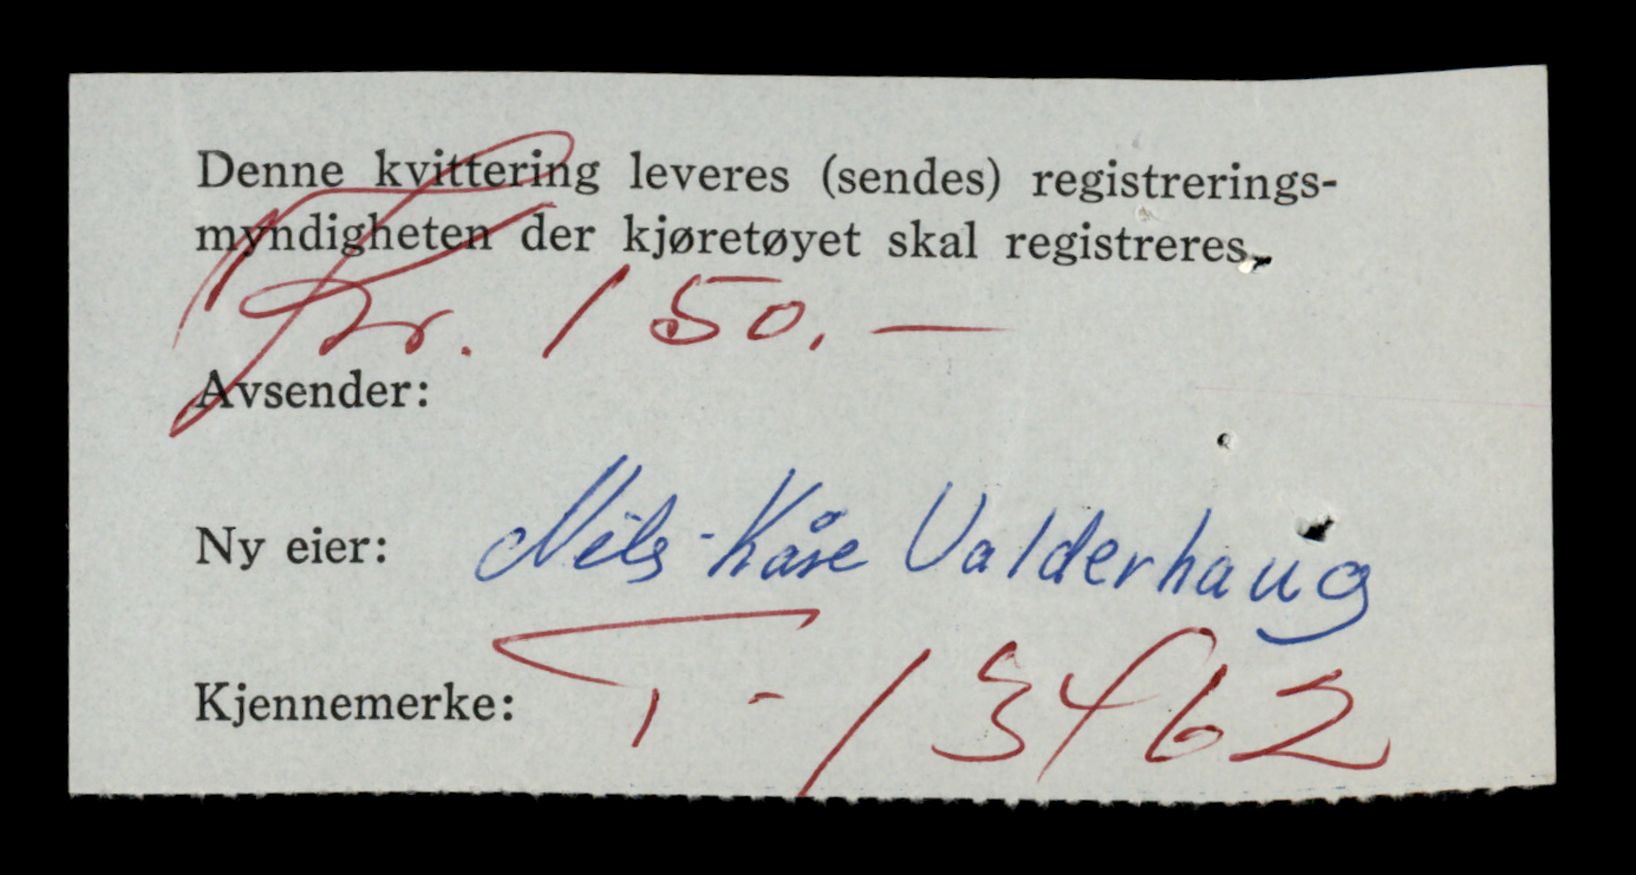 Denne kvittering leveres (sendes) registrerings-
myndigheten der kjøretøyet skal registreres.
Kr. 150.—
Avsender:
Ny eier: Nils-Kåre Valderhaug
Kjennemerke: T-13462